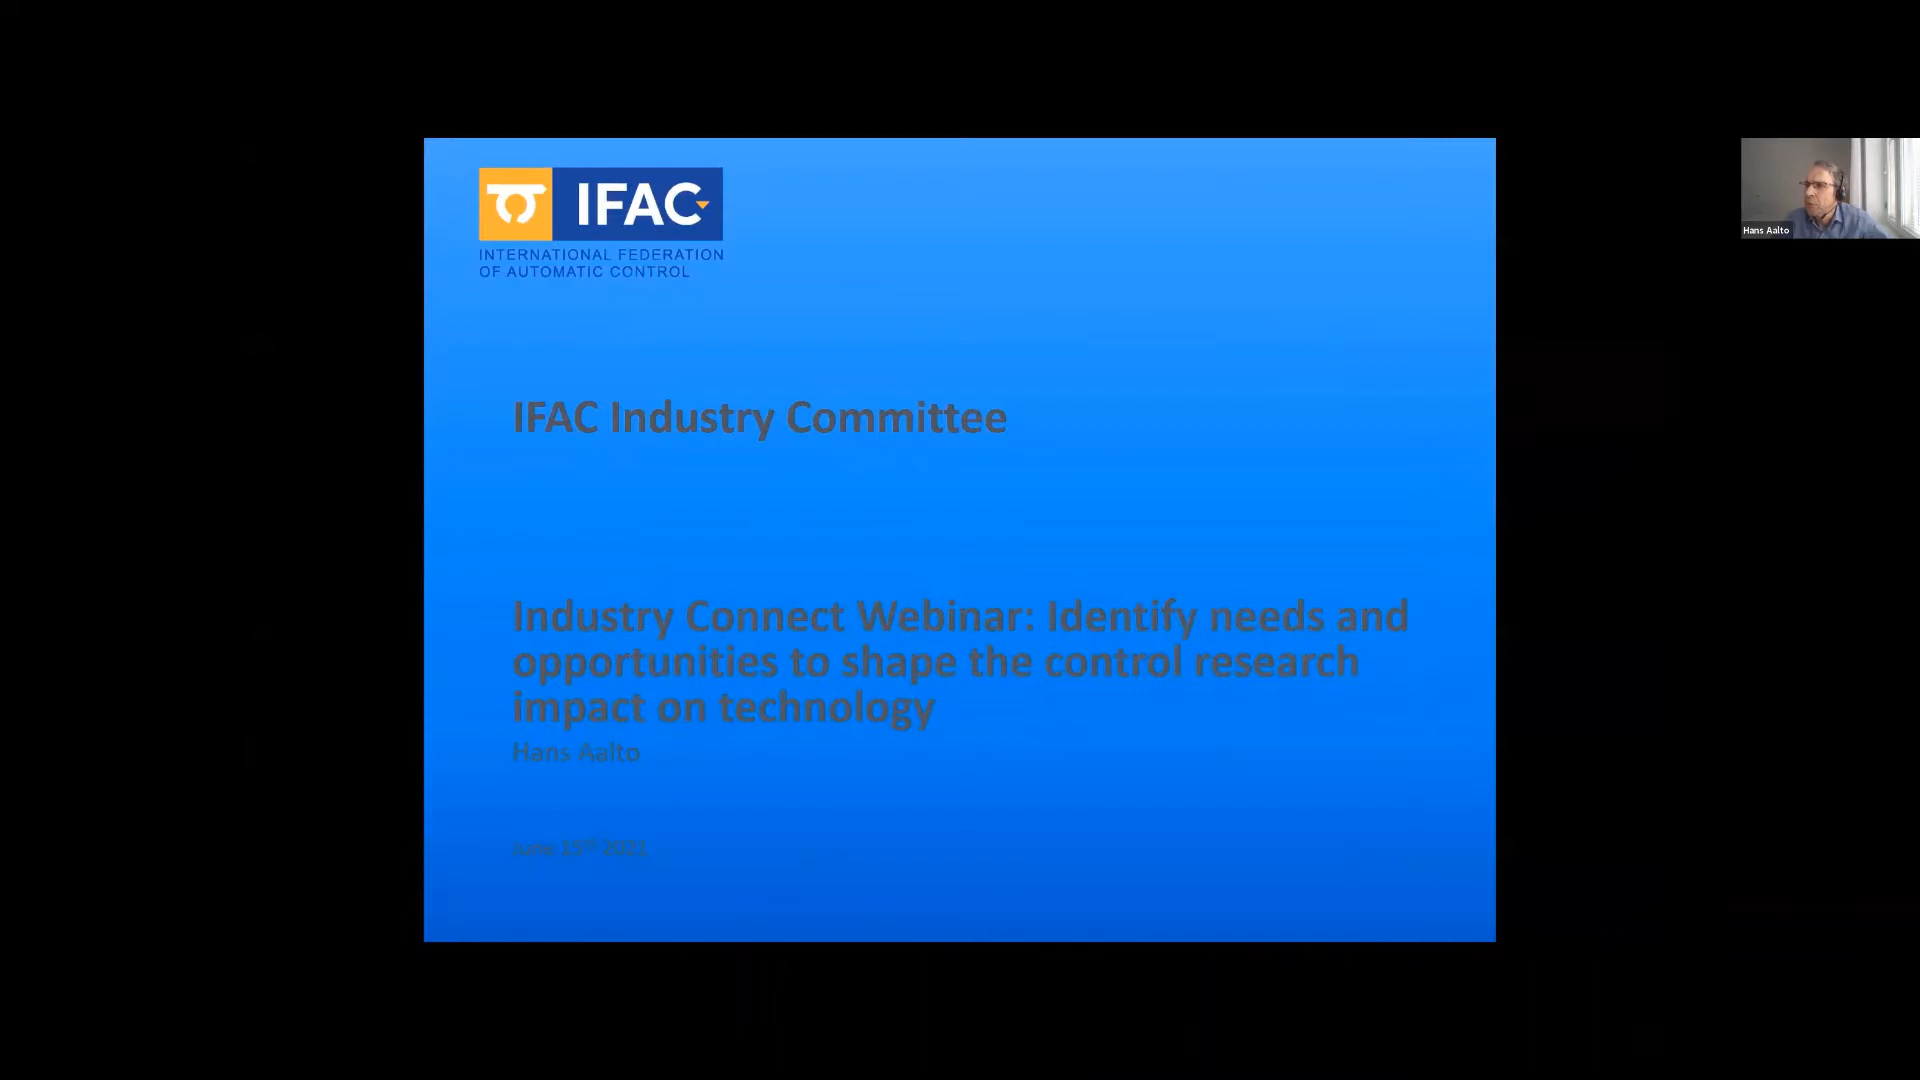 IFAC
INTERNATIONAL FEDERATION
OF AUTOMATIC CONTROL
Hans Aalto
IFAC Industry Committee
Industry Connect Webinar: Identify needs and
opportunities to shape the control research
impact on technology
Hans Aalto
June 15th 2021